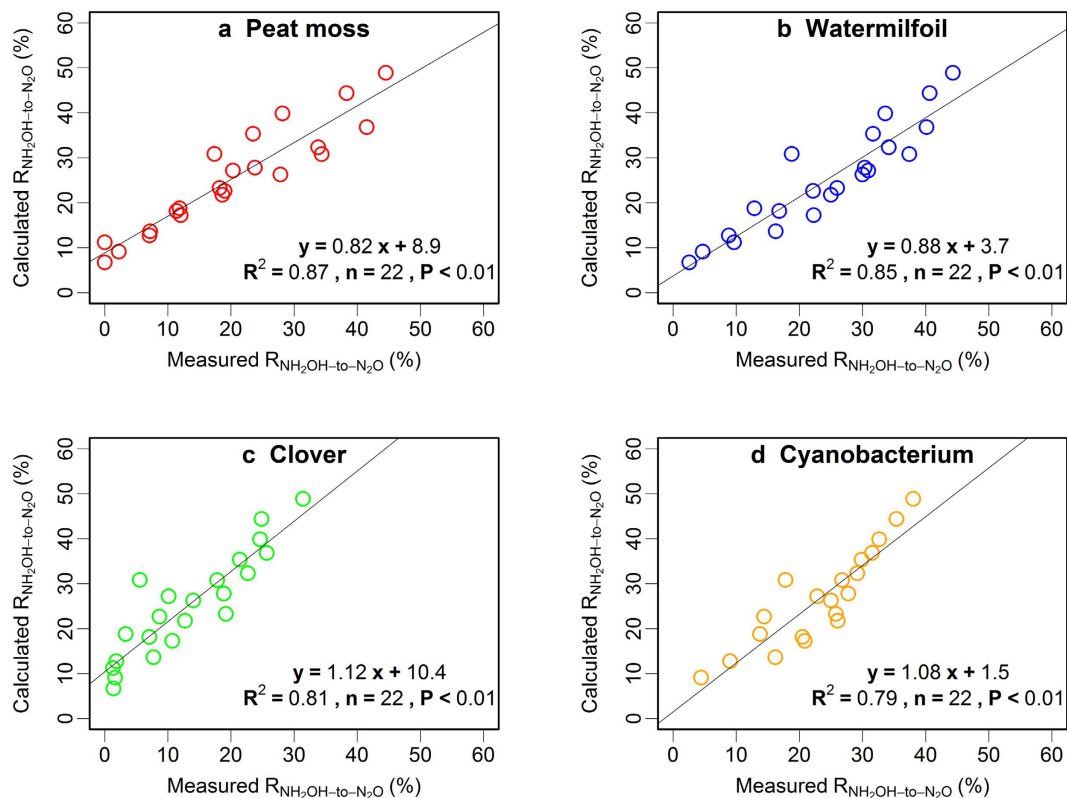 a Peat moss
Calculated R_NH₂OH–to–N₂O (%)
60
50
40
30
20
10
0
y = 0.82 x + 8.9
R² = 0.87 , n = 22 , P < 0.01
0 10 20 30 40 50 60
Measured R_NH₂OH–to–N₂O (%)
b Watermilfoil
Calculated R_NH₂OH–to–N₂O (%)
60
50
40
30
20
10
0
y = 0.88 x + 3.7
R² = 0.85 , n = 22 , P < 0.01
0 10 20 30 40 50 60
Measured R_NH₂OH–to–N₂O (%)
c Clover
Calculated R_NH₂OH–to–N₂O (%)
60
50
40
30
20
10
0
y = 1.12 x + 10.4
R² = 0.81 , n = 22 , P < 0.01
0 10 20 30 40 50 60
Measured R_NH₂OH–to–N₂O (%)
d Cyanobacterium
Calculated R_NH₂OH–to–N₂O (%)
60
50
40
30
20
10
0
y = 1.08 x + 1.5
R² = 0.79 , n = 22 , P < 0.01
0 10 20 30 40 50 60
Measured R_NH₂OH–to–N₂O (%)